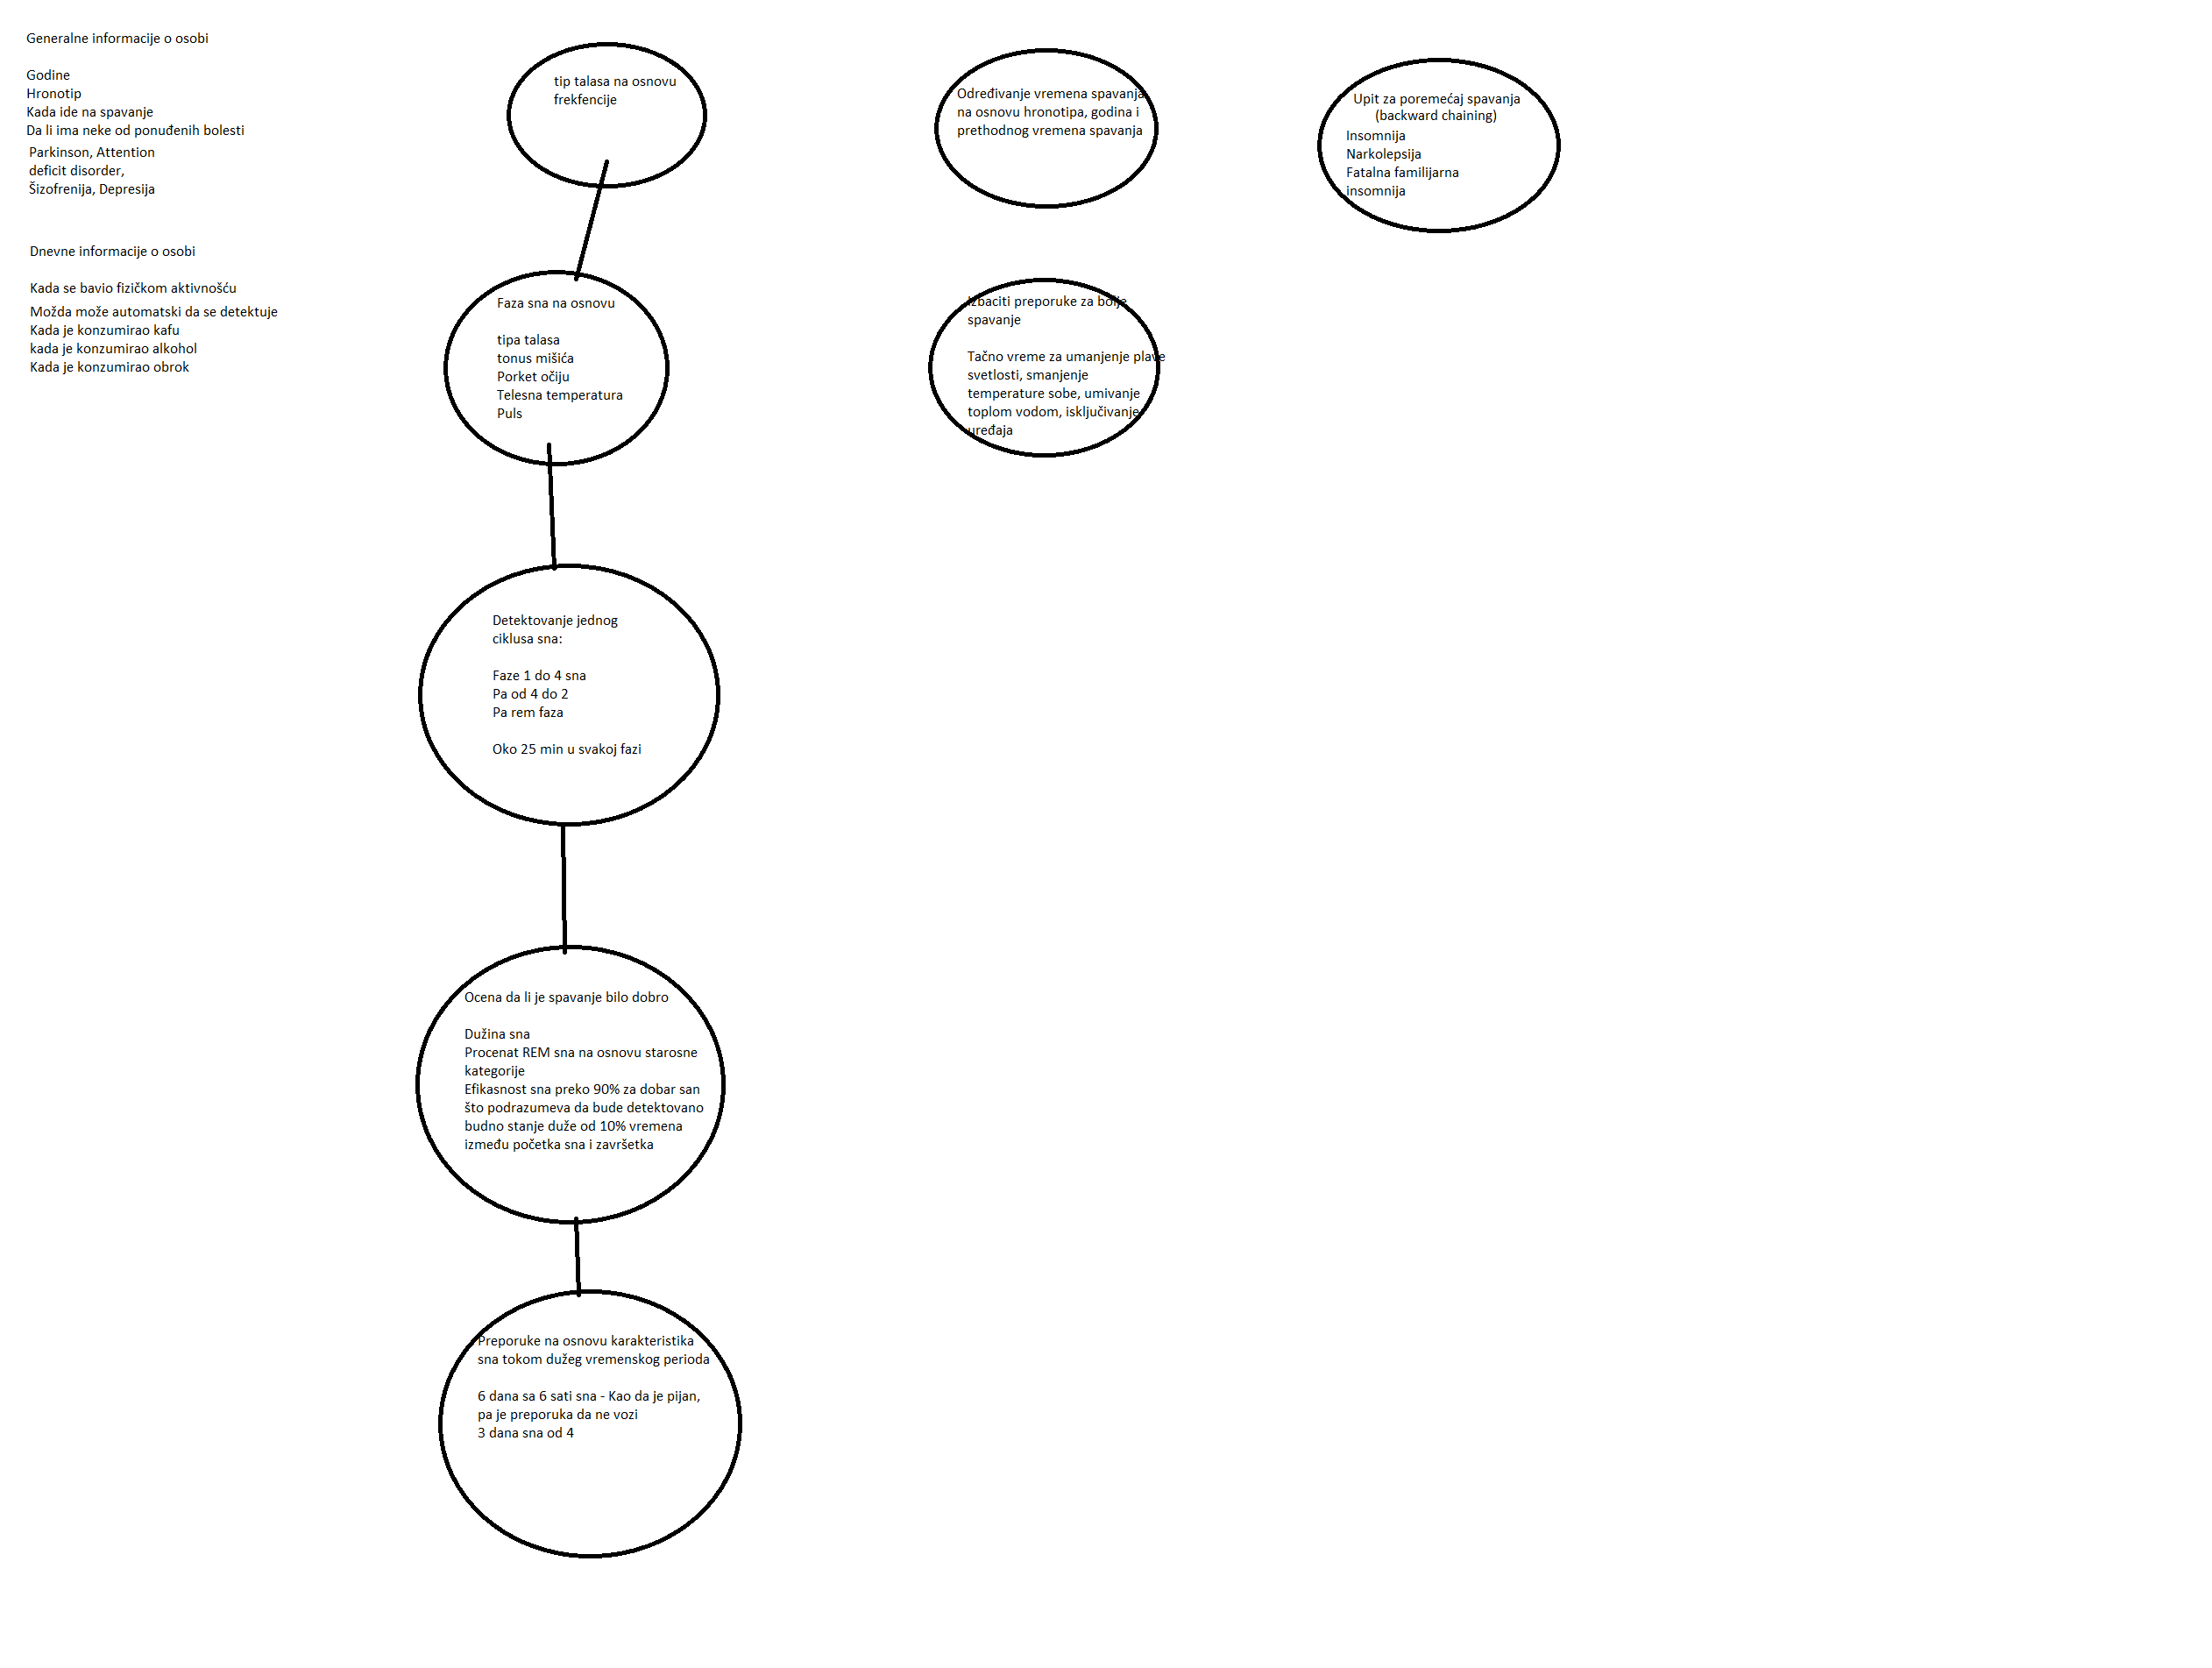 Generalne informacije o osobi
Godine
Hronotip
Kada ide na spavanje
Da li ima neke od ponuđenih bolesti
Parkinson, Attention
deficit disorder,
Šizofrenija, Depresija
Dnevne informacije o osobi
Kada se bavio fizičkom aktivnošću
Možda može automatski da se detektuje
Kada je konzumirao kafu
kada je konzumirao alkohol
Kada je konzumirao obrok
tip talasa na osnovu
frekfencije
Faza sna na osnovu
tipa talasa
tonus mišića
Porket očiju
Telesna temperatura
Puls
Detektovanje jednog
ciklusa sna:
Faze 1 do 4 sna
Pa od 4 do 2
Pa rem faza
Oko 25 min u svakoj fazi
Ocena da li je spavanje bilo dobro
Dužina sna
Procenat REM sna na osnovu starosne
kategorije
Efikasnost sna preko 90% za dobar san
što podrazumeva da bude detektovano
budno stanje duže od 10% vremena
između početka sna i završetka
Preporuke na osnovu karakteristika
sna tokom dužeg vremenskog perioda
6 dana sa 6 sati sna - Kao da je pijan,
pa je preporuka da ne vozi
3 dana sna od 4
Određivanje vremena spavanja
na osnovu hronotipa, godina i
prethodnog vremena spavanja
Izbaciti preporuke za bolje
spavanje
Tačno vreme za umanjenje plave
svetlosti, smanjenje
temperature sobe, umivanje
toplom vodom, isključivanje
uređaja
Upit za poremećaj spavanja
(backward chaining)
Insomnija
Narkolepsija
Fatalna familijarna
insomnija